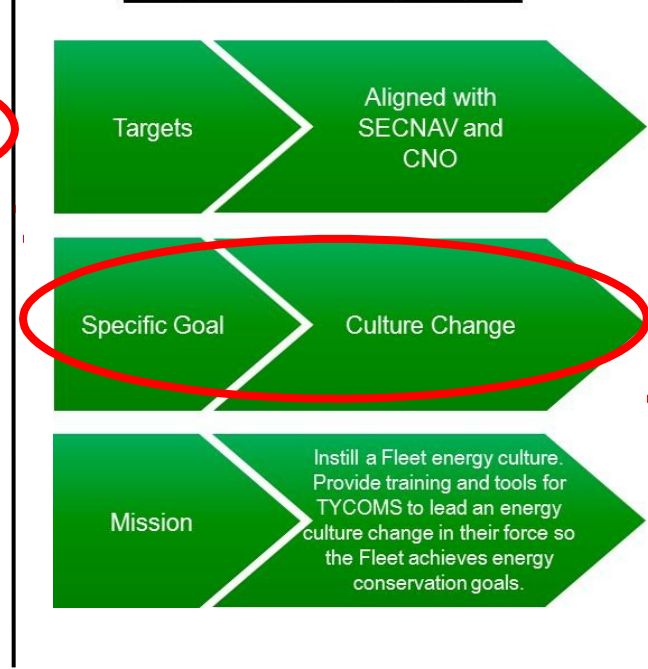 Targets
Aligned with
SECNAV and
CNO
Specific Goal
Culture Change
Mission
Instill a Fleet energy culture.
Provide training and tools for
TYCOMS to lead an energy
culture change in their force so
the Fleet achieves energy
conservation goals.